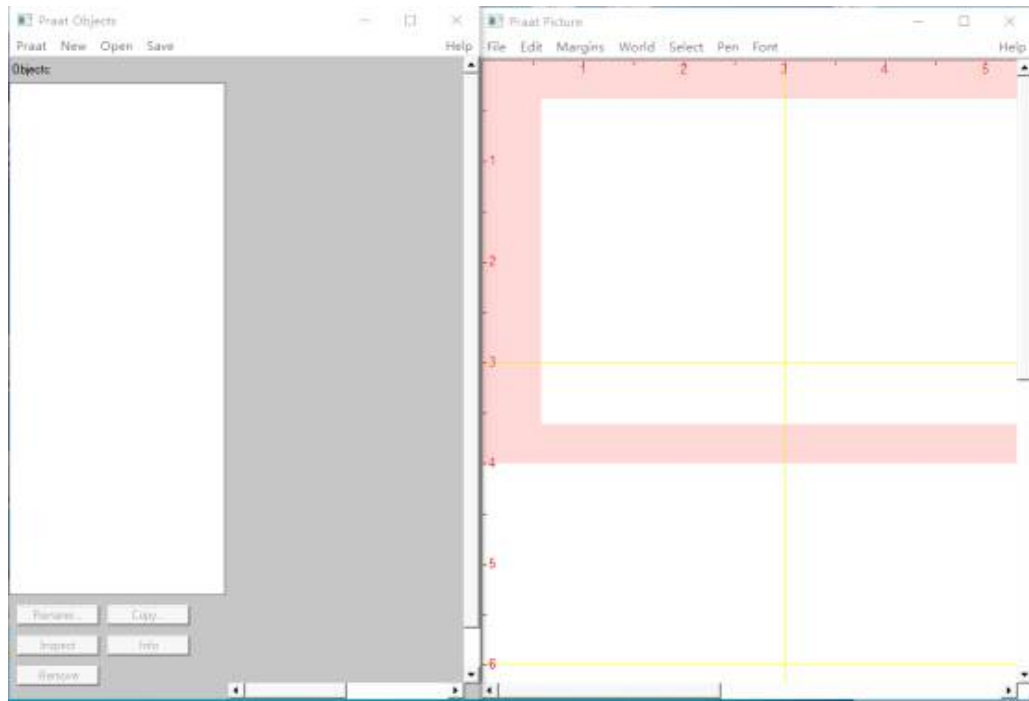 Praat Objects
Praat New Open Save Help
Objects:
Rename... Copy...
Inspect Info
Remove
Praat Picture
File Edit Margins World Select Pen Font Help
1 2 3 4 5
1
2
3
4
5
6